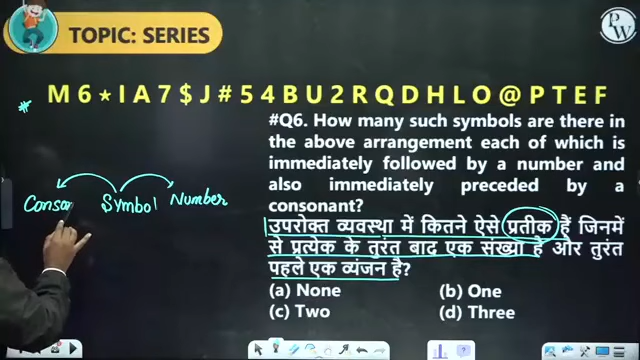 TOPIC: SERIES
PW
M 6 ★ I A 7 $ J # 5 4 B U 2 R Q D H L O @ P T E F
#Q6. How many such symbols are there in
the above arrangement each of which is
immediately followed by a number and
also immediately preceded by a
consonant?
Symbol Number
उपरोक्त व्यवस्था में कितने ऐसे प्रतीक हैं जिनमें
से प्रत्येक के तुरंत बाद एक संख्या है और तुरंत
पहले एक व्यंजन है?
(a) None (b) One
(c) Two (d) Three